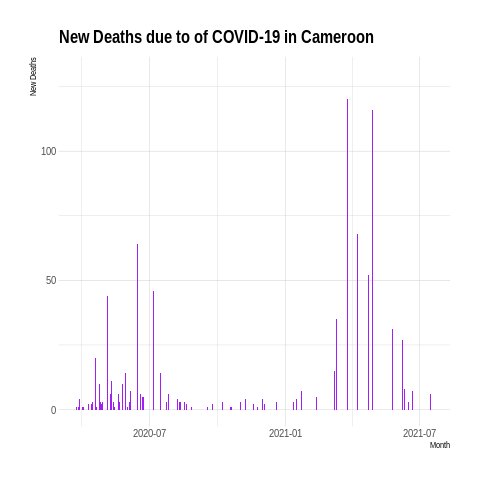 New Deaths due to of COVID-19 in Cameroon
New Deaths
100
50
0
2020-07
2021-01
2021-07
Month